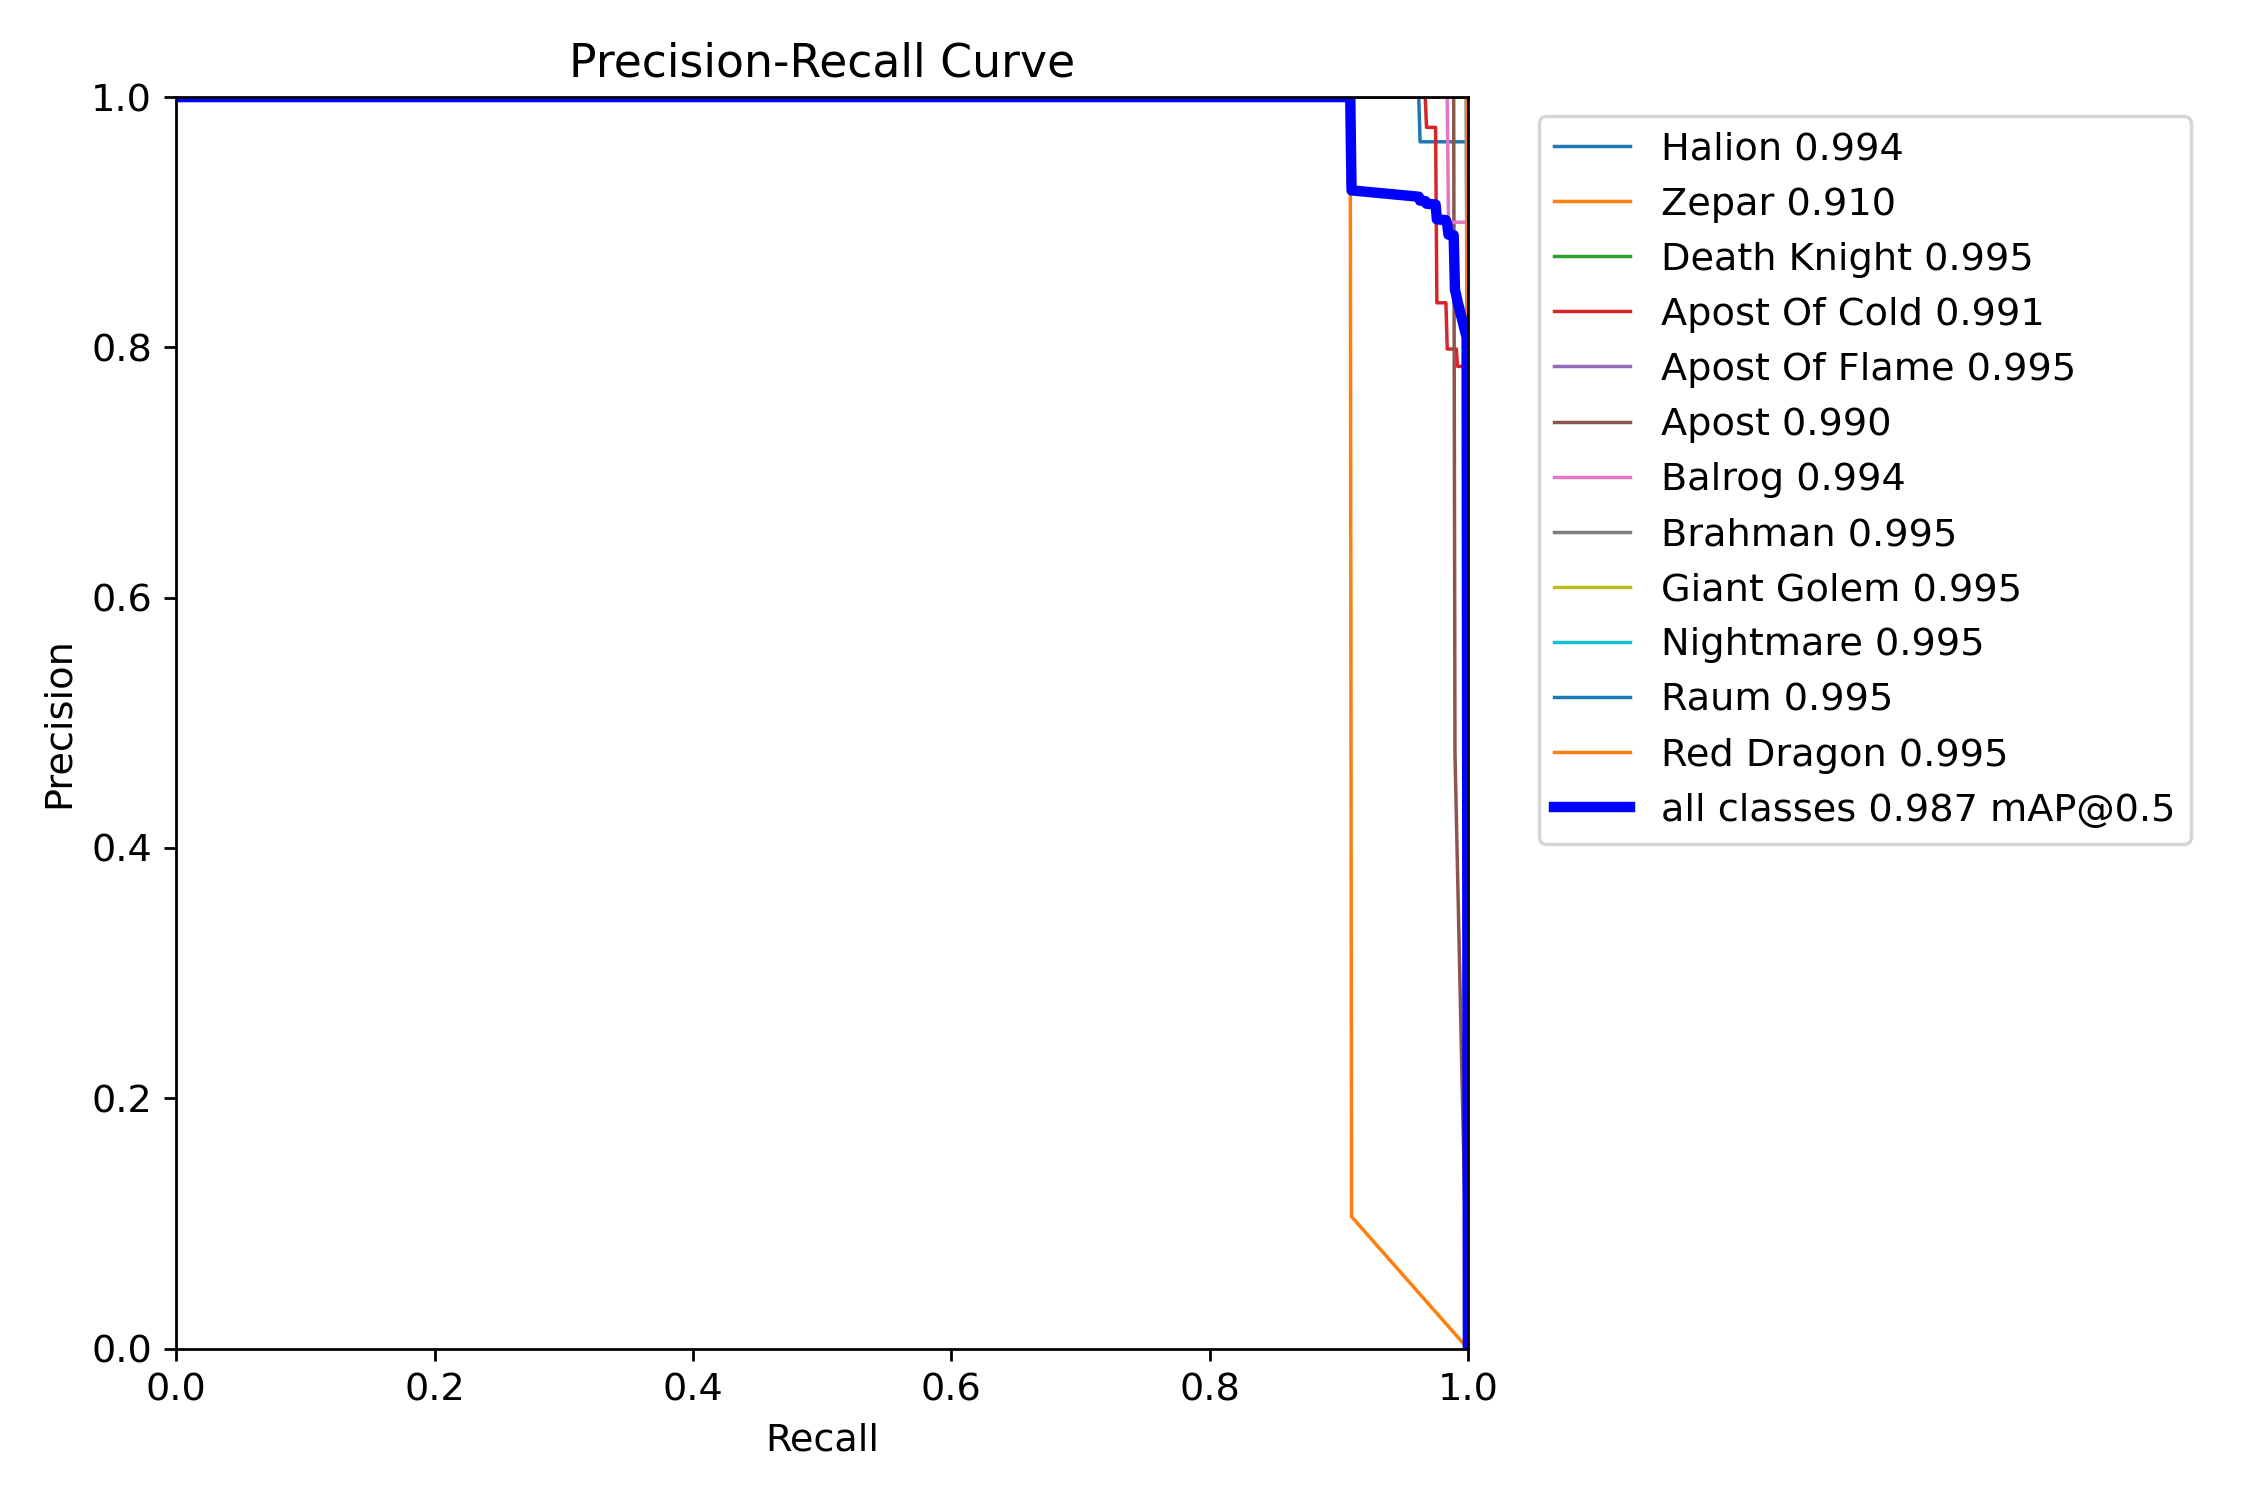 Precision-Recall Curve
1.0
0.8
0.6
0.4
0.2
0.0
Precision
0.0 0.2 0.4 0.6 0.8 1.0
Recall
Halion 0.994
Zepar 0.910
Death Knight 0.995
Apost Of Cold 0.991
Apost Of Flame 0.995
Apost 0.990
Balrog 0.994
Brahman 0.995
Giant Golem 0.995
Nightmare 0.995
Raum 0.995
Red Dragon 0.995
all classes 0.987 mAP@0.5